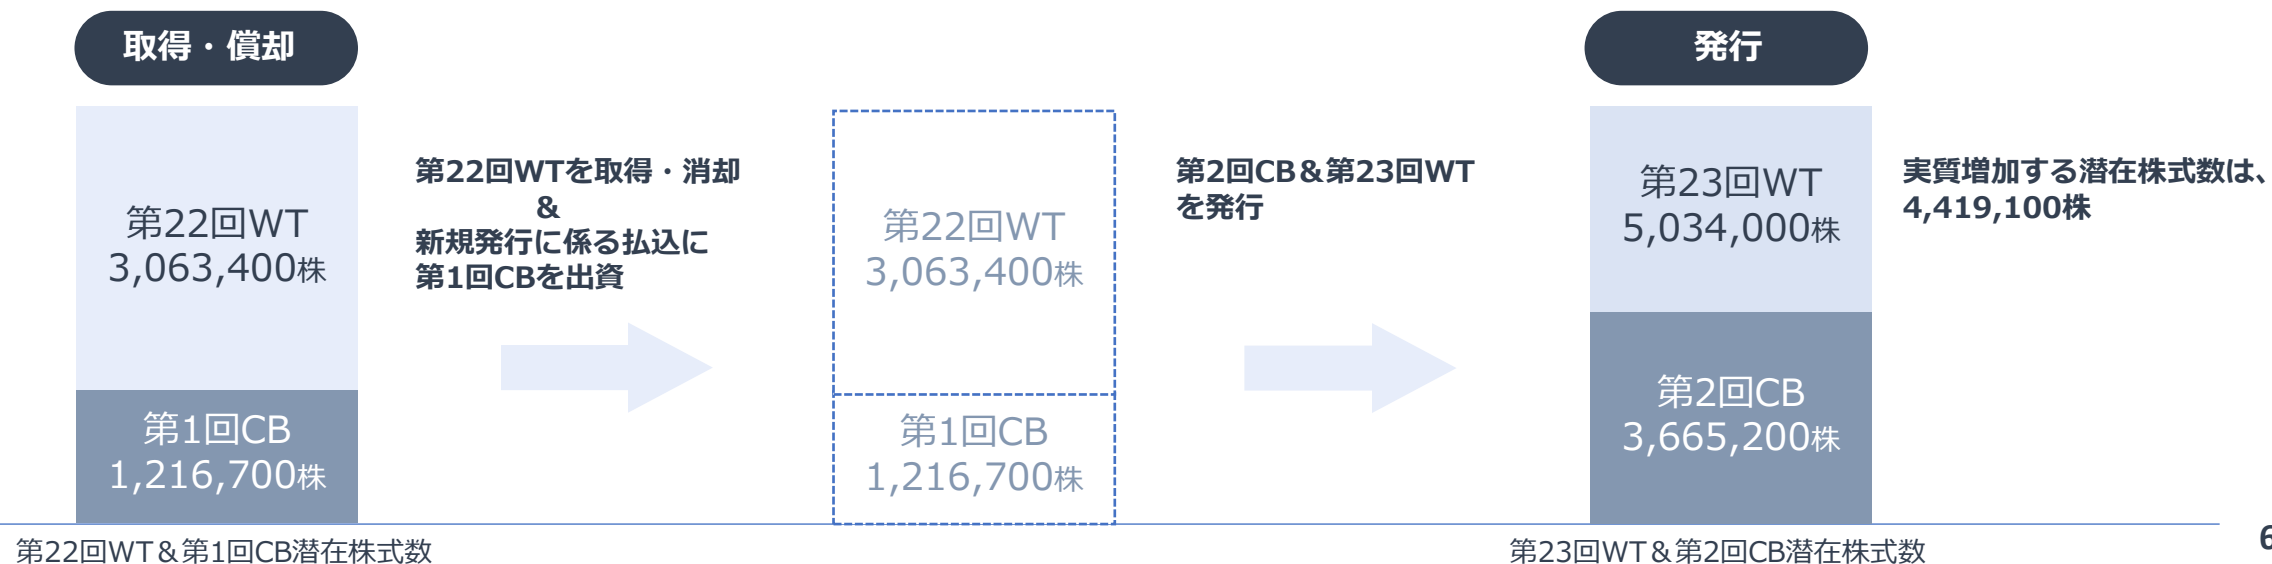 取得・償却
第22回WT
3,063,400株
第1回CB
1,216,700株
第22回WTを取得・消却
&
新規発行に係る払込に
第1回CBを出資
第22回WT
3,063,400株
第1回CB
1,216,700株
第2回CB＆第23回WT
を発行
発行
第23回WT
5,034,000株
第2回CB
3,665,200株
実質増加する潜在株式数は、
4,419,100株
第22回WT＆第1回CB潜在株式数
第23回WT＆第2回CB潜在株式数
6